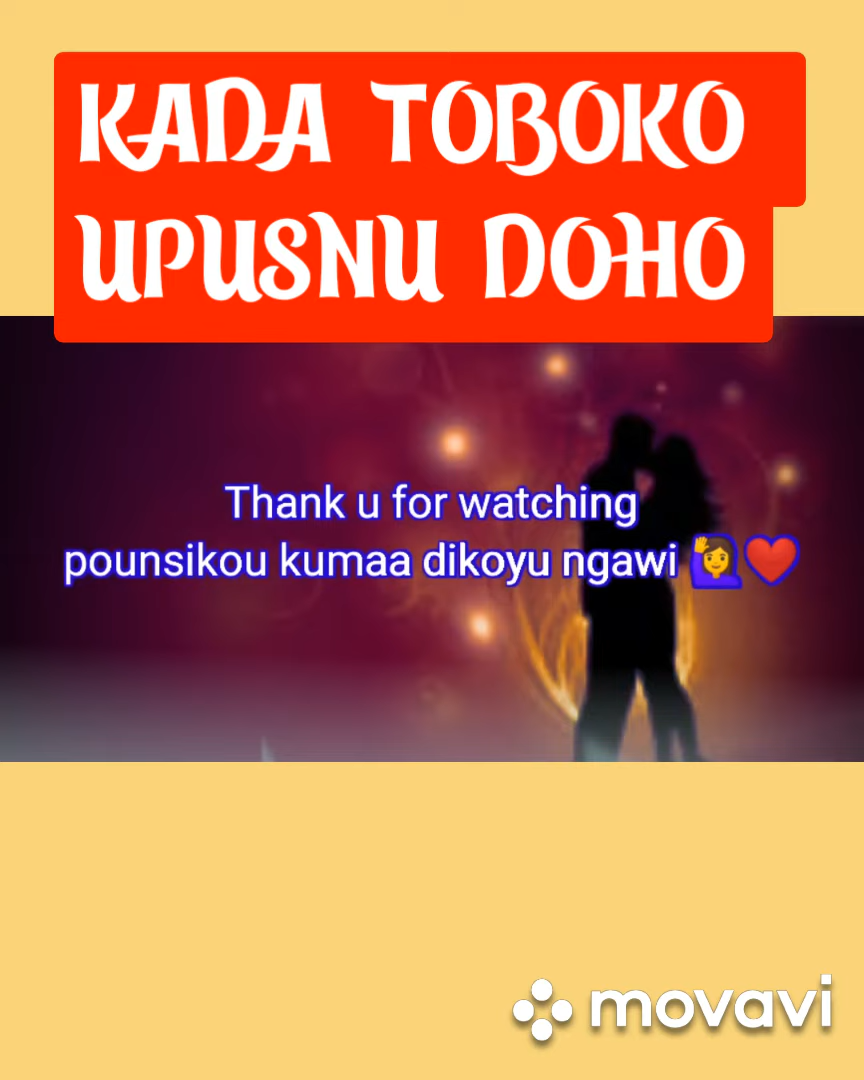 KADA TOBOKO
UPUSNU DOHO
Thank u for watching
pounsikou kumaa dikoyu ngawi 🙋‍♀️❤️
movavi